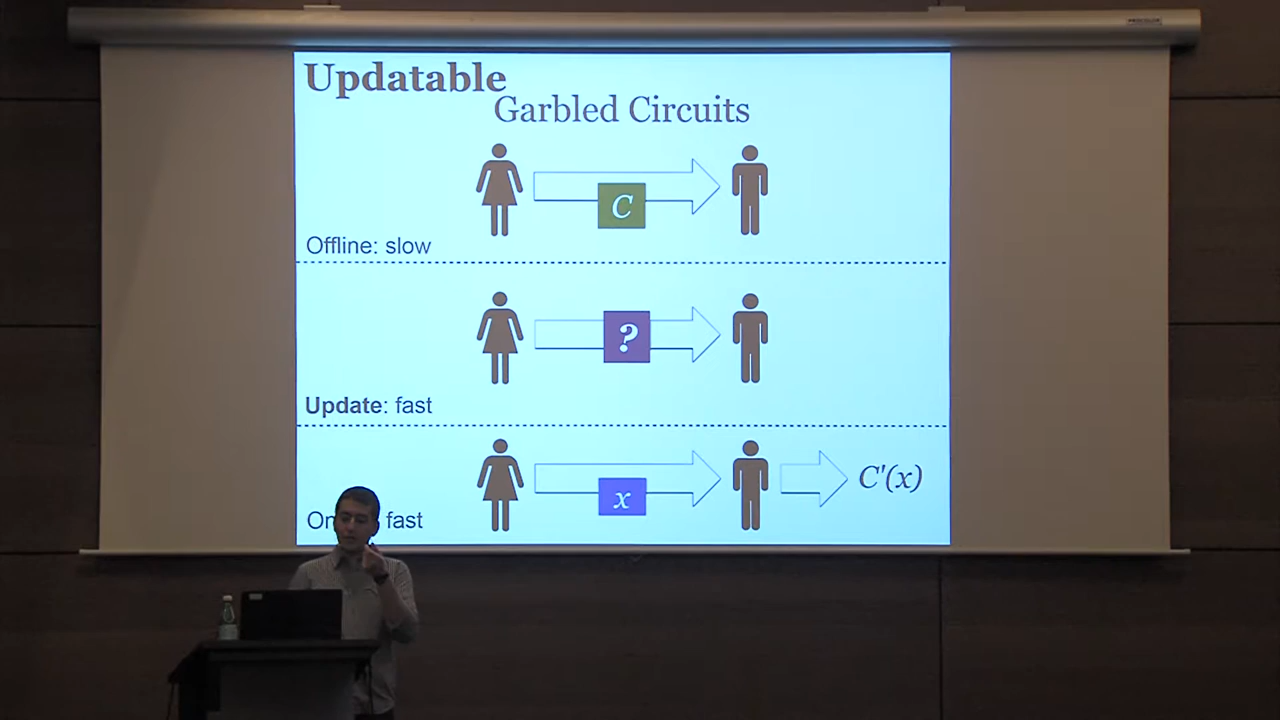 Updatable
Garbled Circuits
C
Offline: slow
?
Update: fast
x
C'(x)
fast